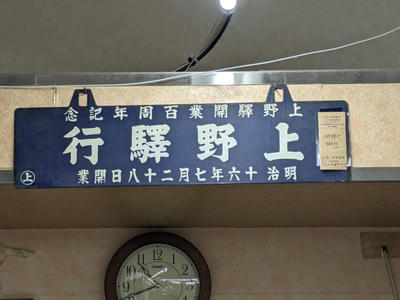 上野驛開業百周年記念
上野驛行
明治十六年七月二十八日開業
㊤